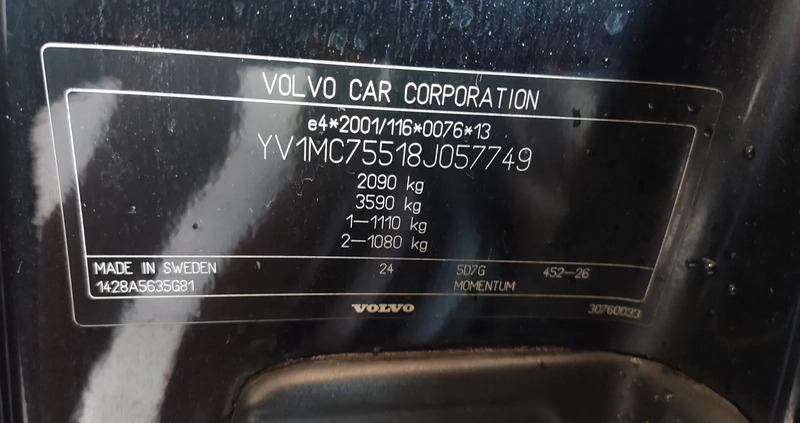 VOLVO CAR CORPORATION
e4*2001/116*0076*13
YV1MC75518J057749
2090 kg
3590 kg
1-1110 kg
2-1080 kg
MADE IN SWEDEN 24 5D7G 452-26
1428A5635G81 MOMENTUM
VOLVO 30760033